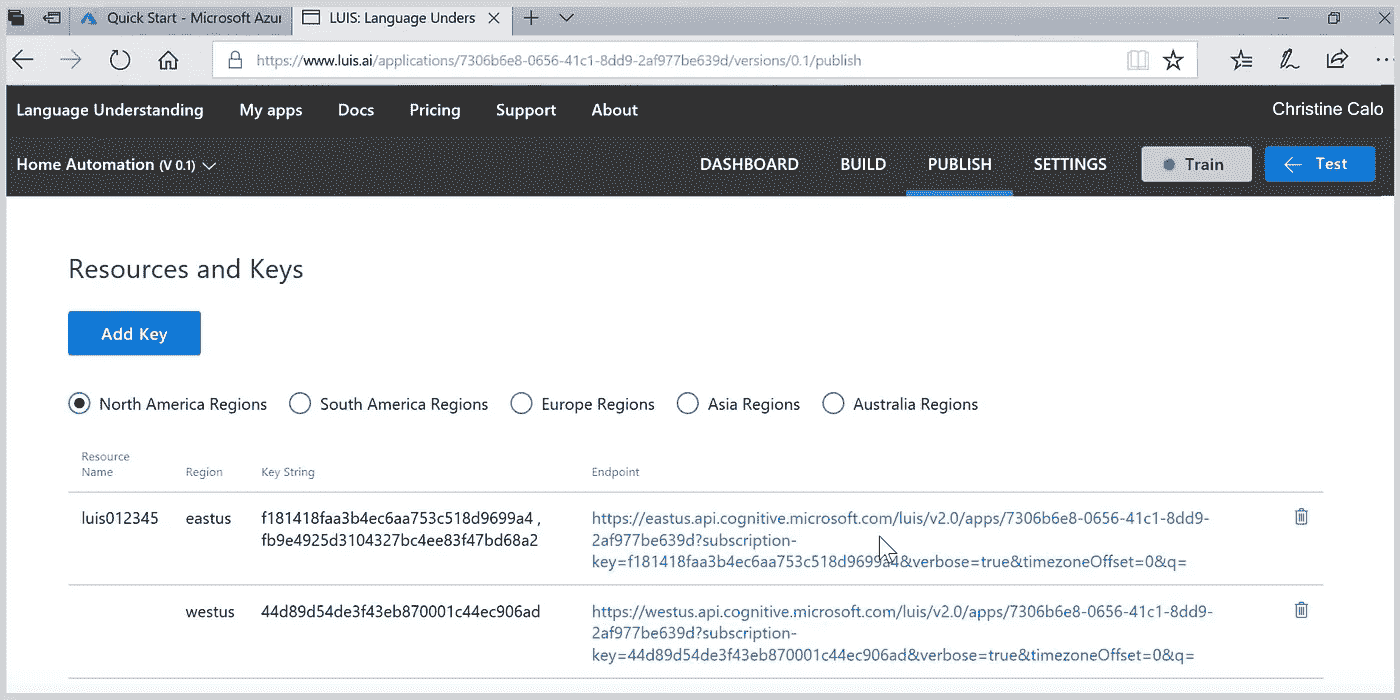 Quick Start - Microsoft Azur
LUIS: Language Unders
https://www.luis.ai/applications/7306b6e8-0656-41c1-8dd9-2af977be639d/versions/0.1/publish
Language Understanding My apps Docs Pricing Support About Christine Calo
Home Automation (V 0.1) DASHBOARD BUILD PUBLISH SETTINGS Train Test
Resources and Keys
Add Key
North America Regions South America Regions Europe Regions Asia Regions Australia Regions
Resource
Name Region Key String Endpoint
luis012345 eastus f181418faa3b4ec6aa753c518d9699a4 , https://eastus.api.cognitive.microsoft.com/luis/v2.0/apps/7306b6e8-0656-41c1-8dd9-
fb9e4925d3104327bc4ee83f47bd68a2 2af977be639d?subscription-
key=f181418faa3b4ec6aa753c518d9699a4&verbose=true&timezoneOffset=0&q=
westus 44d89d54de3f43eb870001c44ec906ad https://westus.api.cognitive.microsoft.com/luis/v2.0/apps/7306b6e8-0656-41c1-8dd9-
2af977be639d?subscription-
key=44d89d54de3f43eb870001c44ec906ad&verbose=true&timezoneOffset=0&q=